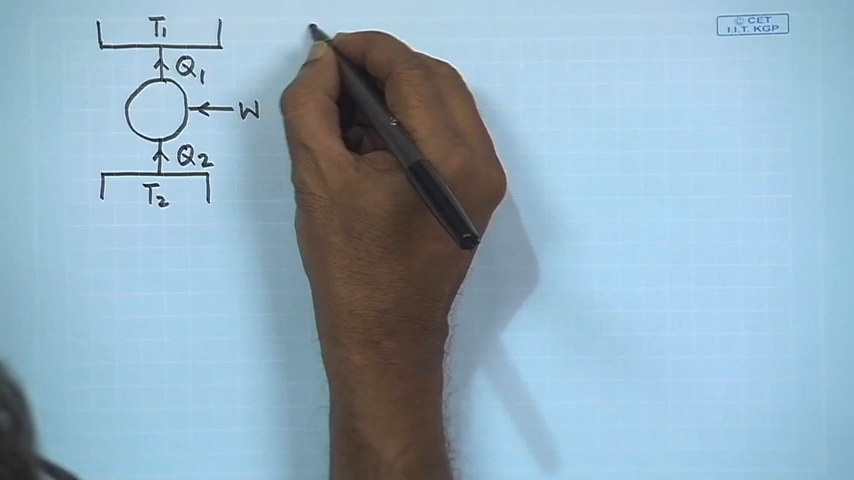 T₁
Q₁
W
Q₂
T₂
© CET
I.I.T. KGP